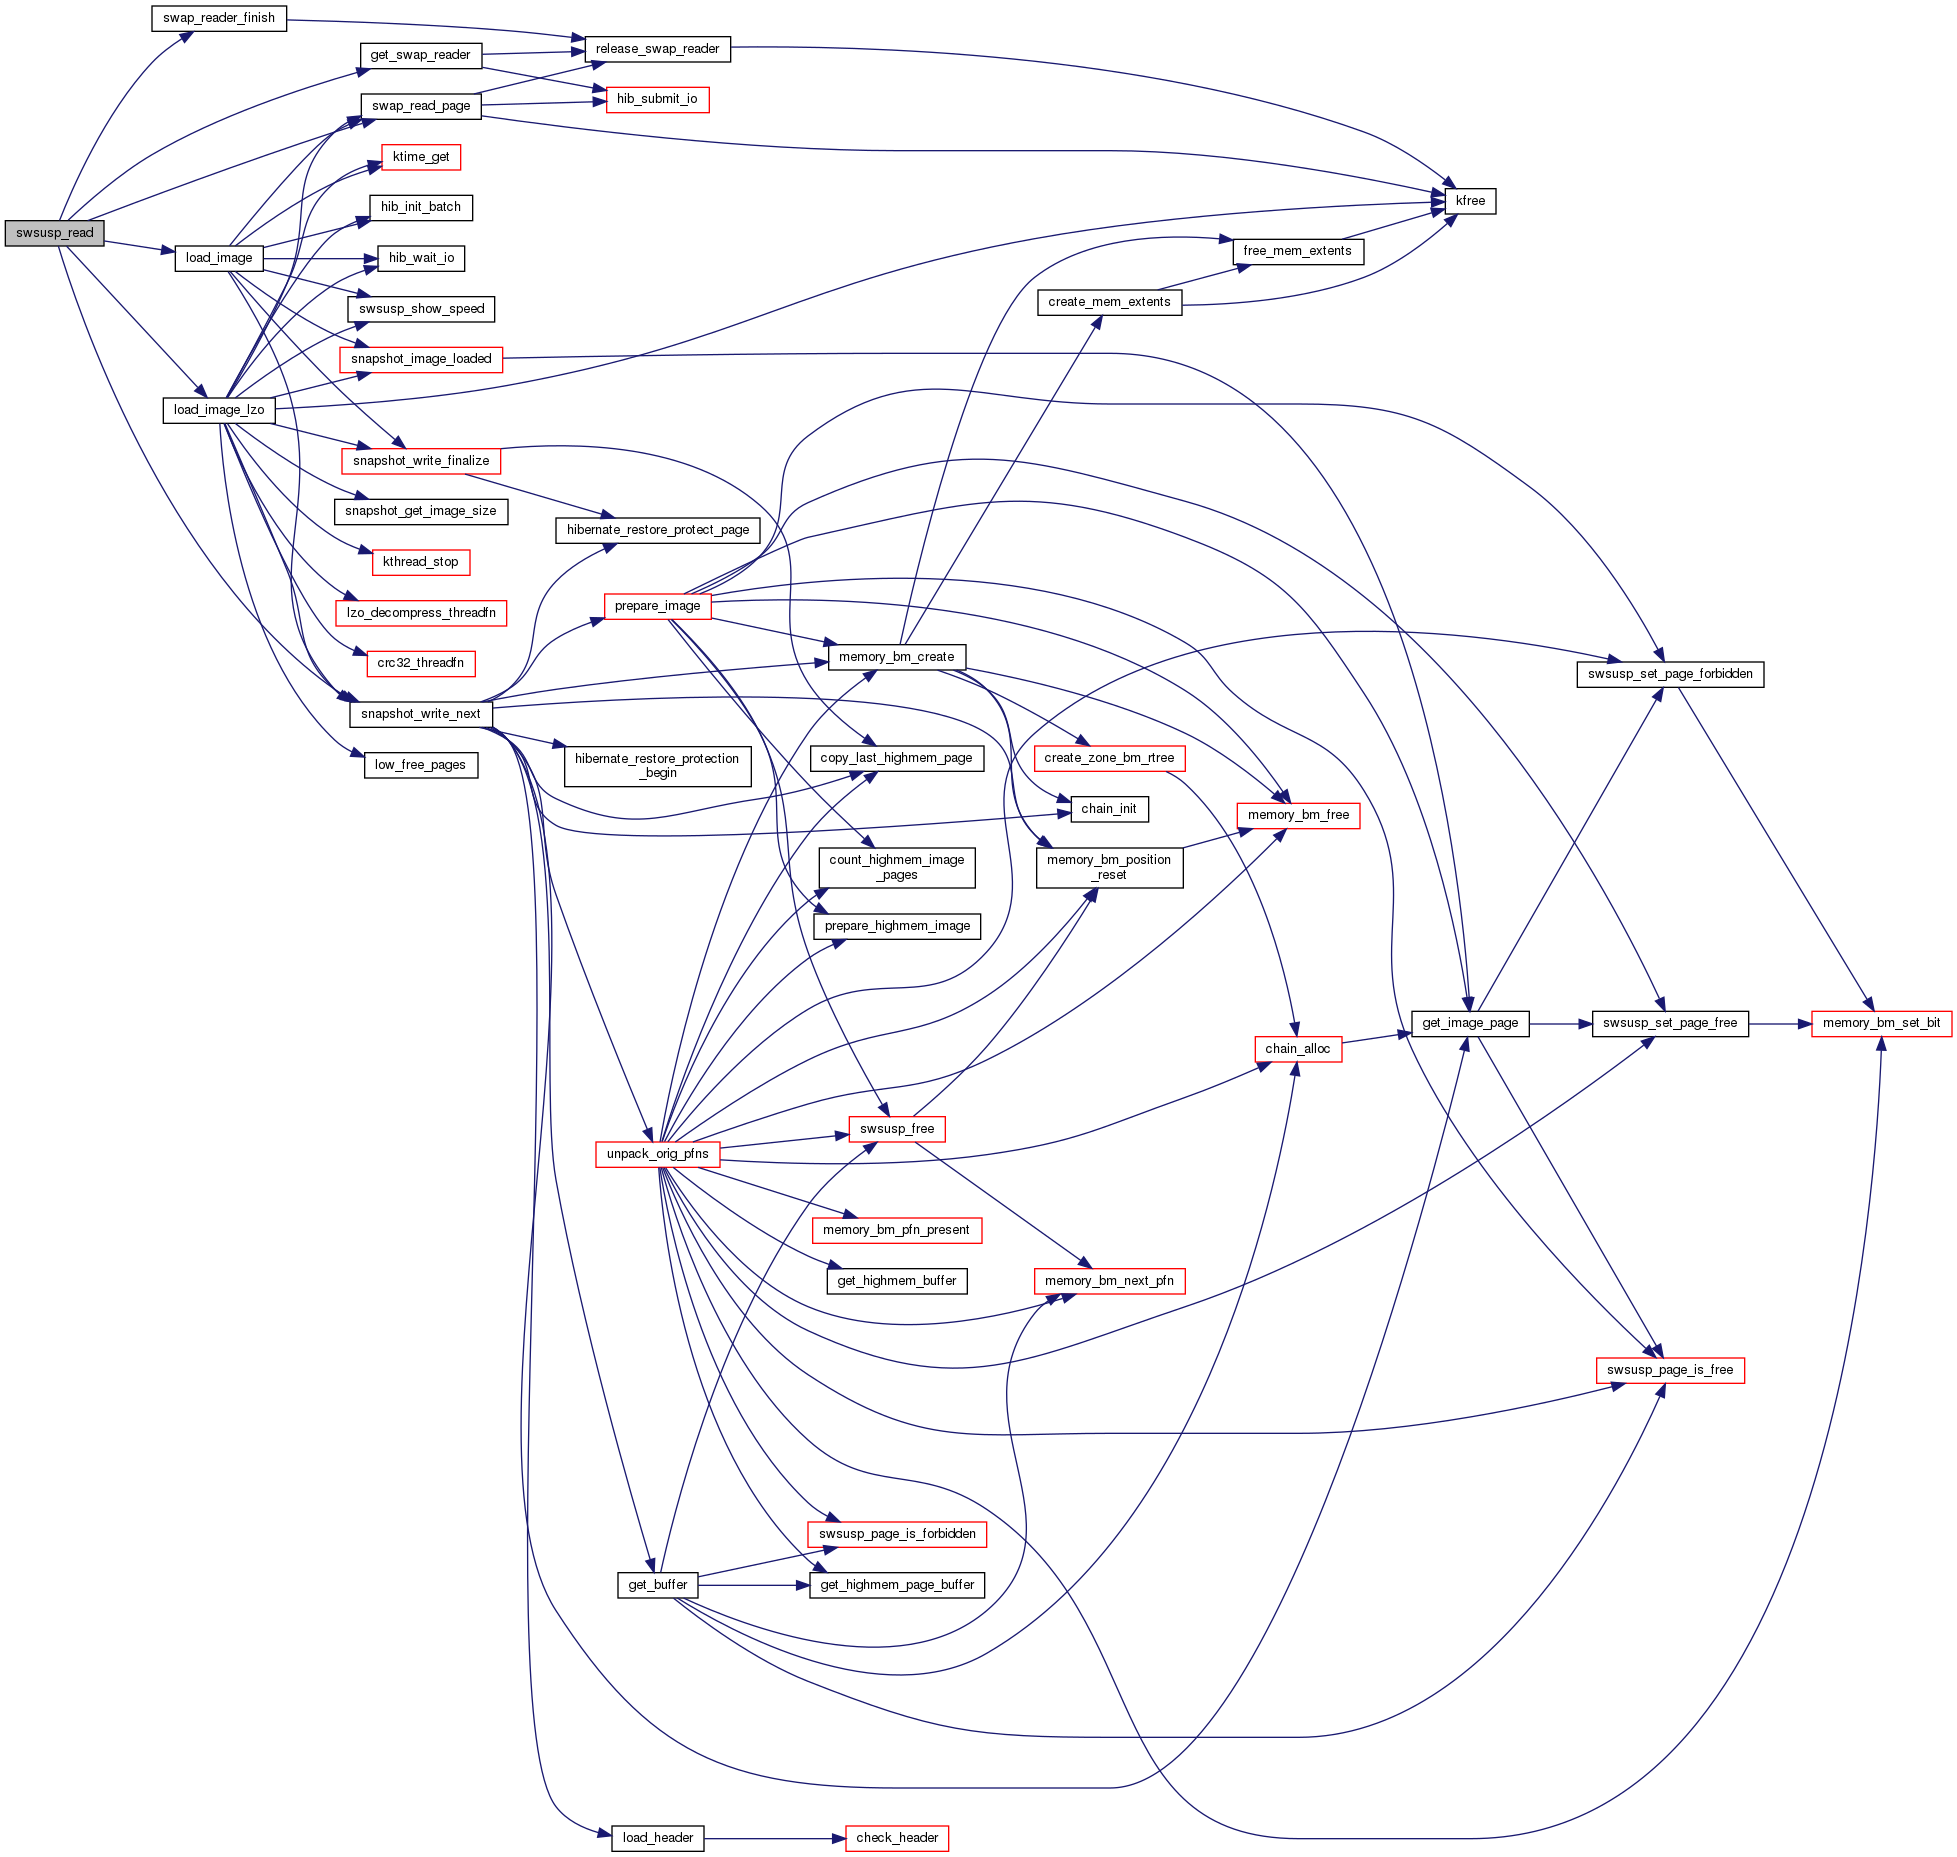 swap_reader_finish
release_swap_reader
get_swap_reader
hib_submit_io
swap_read_page
ktime_get
kfree
hib_init_batch
swsusp_read
free_mem_extents
load_image
hib_wait_io
create_mem_extents
swsusp_show_speed
snapshot_image_loaded
load_image_lzo
snapshot_write_finalize
snapshot_get_image_size
hibernate_restore_protect_page
kthread_stop
prepare_image
lzo_decompress_threadfn
memory_bm_create
crc32_threadfn
swsusp_set_page_forbidden
snapshot_write_next
low_free_pages
hibernate_restore_protection
_begin
copy_last_highmem_page
create_zone_bm_rtree
chain_init
memory_bm_free
count_highmem_image
_pages
memory_bm_position
_reset
prepare_highmem_image
get_image_page
swsusp_set_page_free
memory_bm_set_bit
chain_alloc
swsusp_free
unpack_orig_pfns
memory_bm_pfn_present
get_highmem_buffer
memory_bm_next_pfn
swsusp_page_is_free
swsusp_page_is_forbidden
get_buffer
get_highmem_page_buffer
load_header
check_header